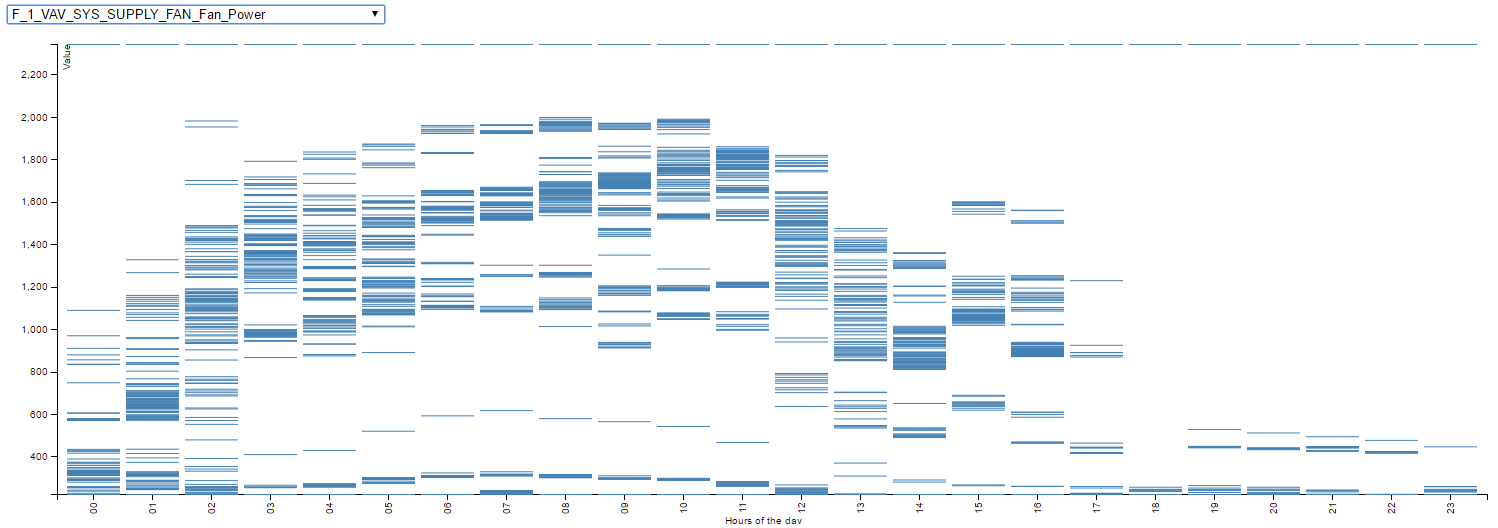 F_1_VAV_SYS_SUPPLY_FAN_Fan_Power
Value
2,200
2,000
1,800
1,600
1,400
1,200
1,000
800
600
400
00 01 02 03 04 05 06 07 08 09 10 11 12 13 14 15 16 17 18 19 20 21 22 23
Hours of the day